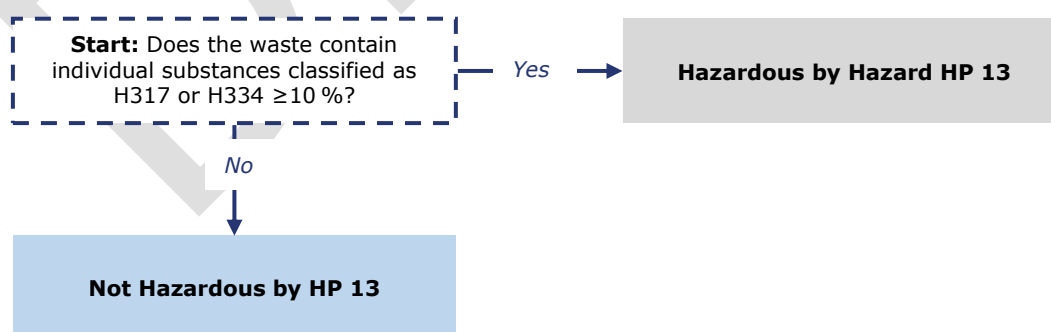 Start: Does the waste contain
individual substances classified as
H317 or H334 ≥10 %?
Yes
Hazardous by Hazard HP 13
No
Not Hazardous by HP 13